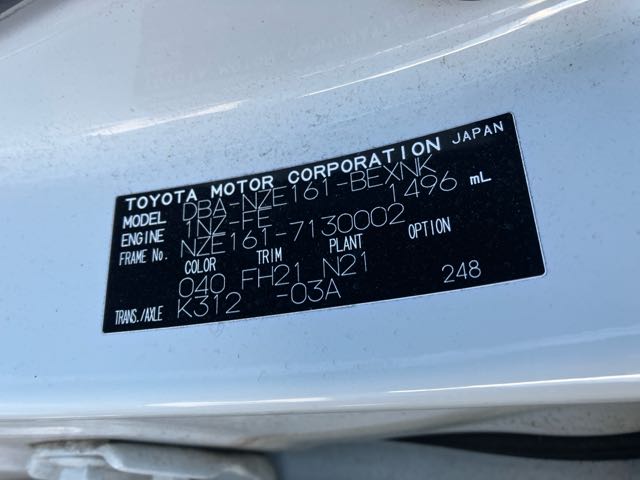 TOYOTA MOTOR CORPORATION JAPAN
MODEL DBA-NZE161-BEXNK
ENGINE 1NZ-FE 1496 mL
FRAME No. NZE161-7130002
COLOR TRIM PLANT OPTION
040 FH21 N21
TRANS./AXLE K312 -03A 248